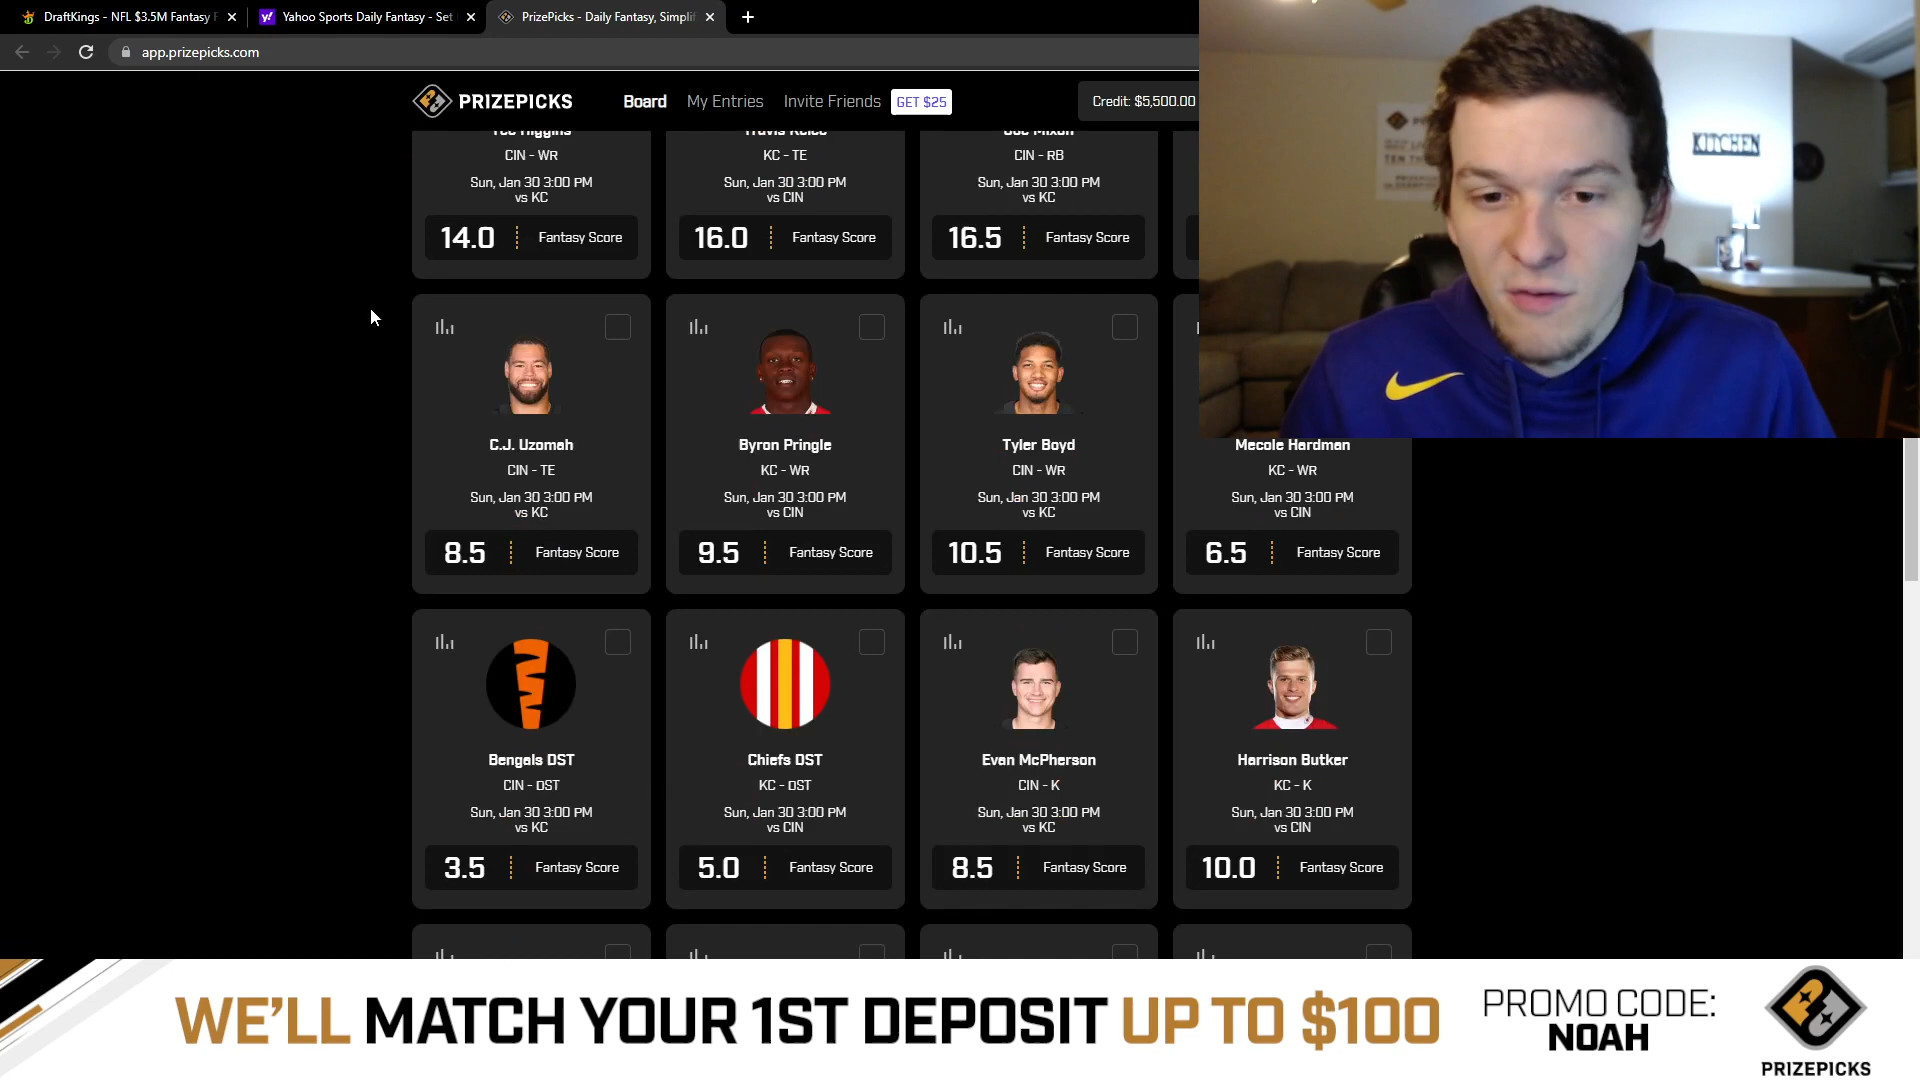 DraftKings - NFL $3.5M Fantasy F
Yahoo Sports Daily Fantasy - Set
PrizePicks - Daily Fantasy, Simplif
app.prizepicks.com
PRIZEPICKS
Board
My Entries
Invite Friends
GET $25
Credit: $5,500.00
Tee Higgins
Travis Kelce
Joe Mixon
CIN - WR
KC - TE
CIN - RB
Sun, Jan 30 3:00 PM
vs KC
Sun, Jan 30 3:00 PM
vs CIN
Sun, Jan 30 3:00 PM
vs KC
14.0 Fantasy Score
16.0 Fantasy Score
16.5 Fantasy Score
KITCHEN
C.J. Uzomah
CIN - TE
Sun, Jan 30 3:00 PM
vs KC
8.5 Fantasy Score
Byron Pringle
KC - WR
Sun, Jan 30 3:00 PM
vs CIN
9.5 Fantasy Score
Tyler Boyd
CIN - WR
Sun, Jan 30 3:00 PM
vs KC
10.5 Fantasy Score
Mecole Hardman
KC - WR
Sun, Jan 30 3:00 PM
vs CIN
6.5 Fantasy Score
Bengals DST
CIN - DST
Sun, Jan 30 3:00 PM
vs KC
3.5 Fantasy Score
Chiefs DST
KC - DST
Sun, Jan 30 3:00 PM
vs CIN
5.0 Fantasy Score
Evan McPherson
CIN - K
Sun, Jan 30 3:00 PM
vs KC
8.5 Fantasy Score
Harrison Butker
KC - K
Sun, Jan 30 3:00 PM
vs CIN
10.0 Fantasy Score
WE'LL MATCH YOUR 1ST DEPOSIT UP TO $100
PROMO CODE:
NOAH
PRIZEPICKS